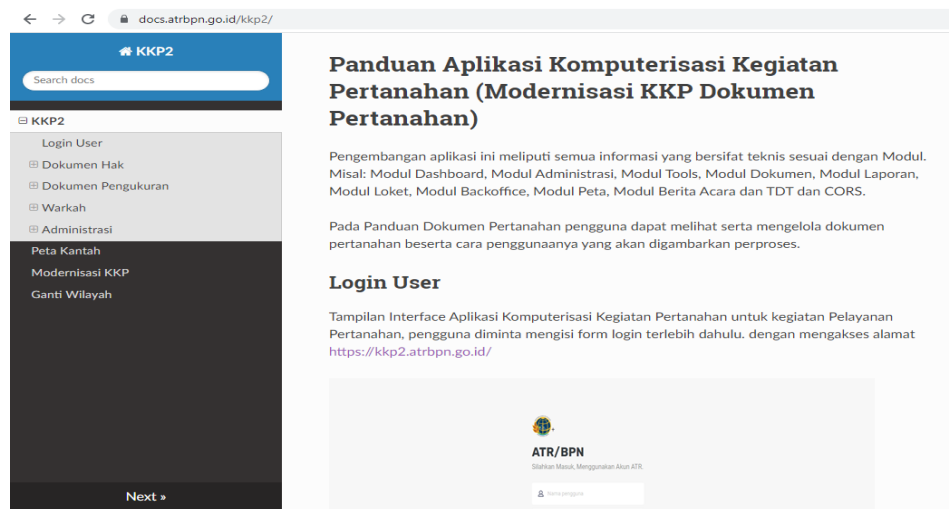 docs.atrbpn.go.id/kkp2/
KKP2
Search docs
KKP2
Login User
Dokumen Hak
Dokumen Pengukuran
Warkah
Administrasi
Peta Kantah
Modernisasi KKP
Ganti Wilayah
Next »
Panduan Aplikasi Komputerisasi Kegiatan
Pertanahan (Modernisasi KKP Dokumen
Pertanahan)
Pengembangan aplikasi ini meliputi semua informasi yang bersifat teknis sesuai dengan Modul.
Misal: Modul Dashboard, Modul Administrasi, Modul Tools, Modul Dokumen, Modul Laporan,
Modul Loket, Modul Backoffice, Modul Peta, Modul Berita Acara dan TDT dan CORS.
Pada Panduan Dokumen Pertanahan pengguna dapat melihat serta mengelola dokumen
pertanahan beserta cara penggunaanya yang akan digambarkan perproses.
Login User
Tampilan Interface Aplikasi Komputerisasi Kegiatan Pertanahan untuk kegiatan Pelayanan
Pertanahan, pengguna diminta mengisi form login terlebih dahulu. dengan mengakses alamat
https://kkp2.atrbpn.go.id/
ATR/BPN
Silahkan Masuk, Menggunakan Akun ATR.
Nama pengguna